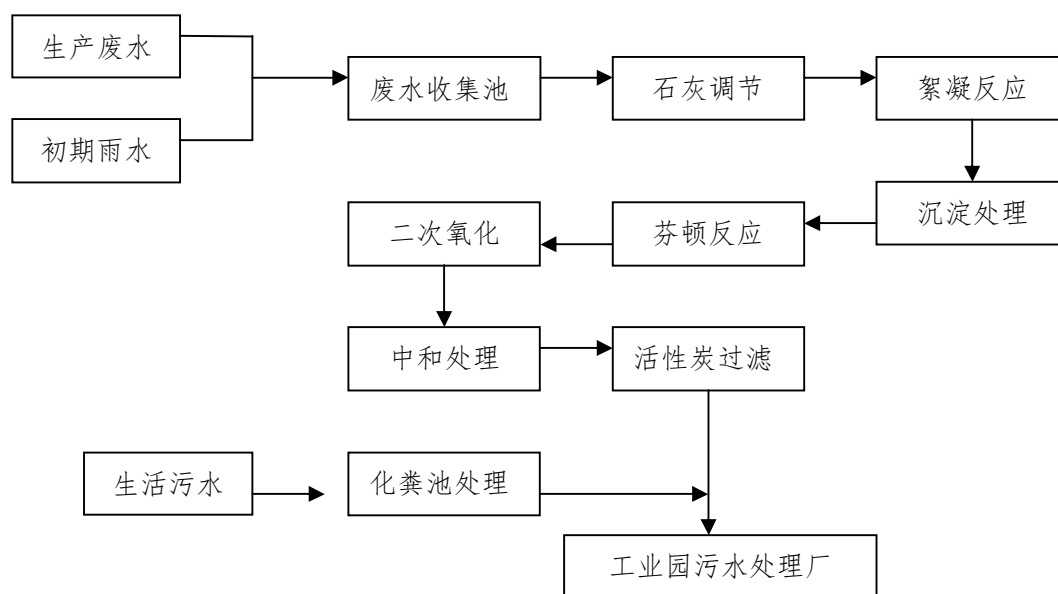 生产废水
初期雨水
废水收集池
石灰调节
絮凝反应
沉淀处理
芬顿反应
二次氧化
中和处理
活性炭过滤
生活污水
化粪池处理
工业园污水处理厂